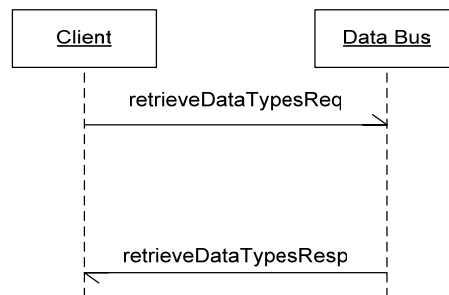 Client
Data Bus
retrieveDataTypesReq
retrieveDataTypesResp